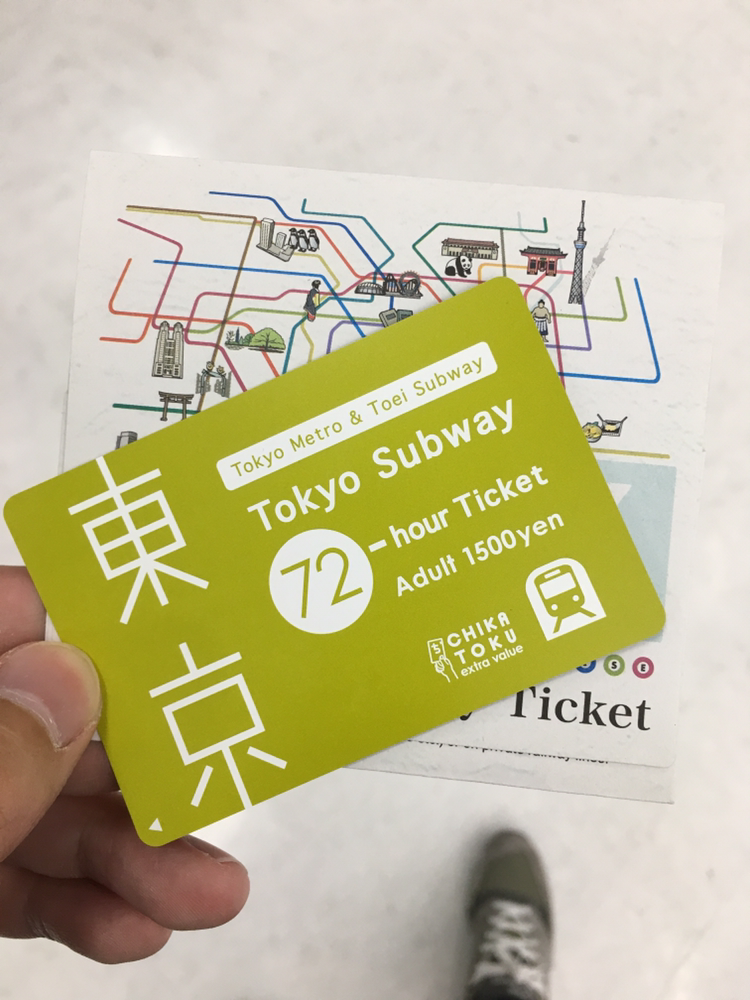 Tokyo Metro & Toei Subway
Tokyo Subway
72-hour Ticket
Adult 1500yen
東京
CHIKA
TOKU
extra value
S E
Ticket